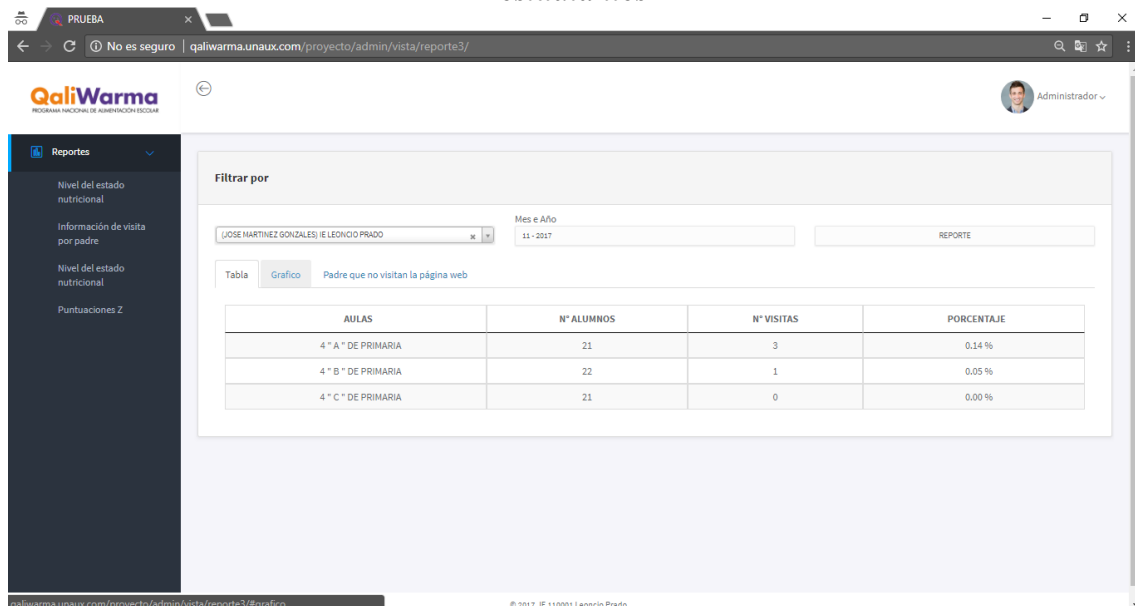 PRUEBA
No es seguro | qaliwarma.unaux.com/proyecto/admin/vista/reporte3/
QaliWarma
PROGRAMA NACIONAL DE ALIMENTACIÓN ESCOLAR
Administrador
Reportes
Nivel del estado
nutricional
Información de visita
por padre
Nivel del estado
nutricional
Puntuaciones Z
Filtrar por
Mes e Año
(JOSE MARTINEZ GONZALES) IE LEONCIO PRADO
11 - 2017
REPORTE
Tabla Grafico Padre que no visitan la página web
AULAS N° ALUMNOS N° VISITAS PORCENTAJE
4 " A " DE PRIMARIA 21 3 0.14 %
4 " B " DE PRIMARIA 22 1 0.05 %
4 " C " DE PRIMARIA 21 0 0.00 %
qaliwarma.unaux.com/proyecto/admin/vista/reporte3/#grafico
© 2017 IE 110001 Leoncio Prado